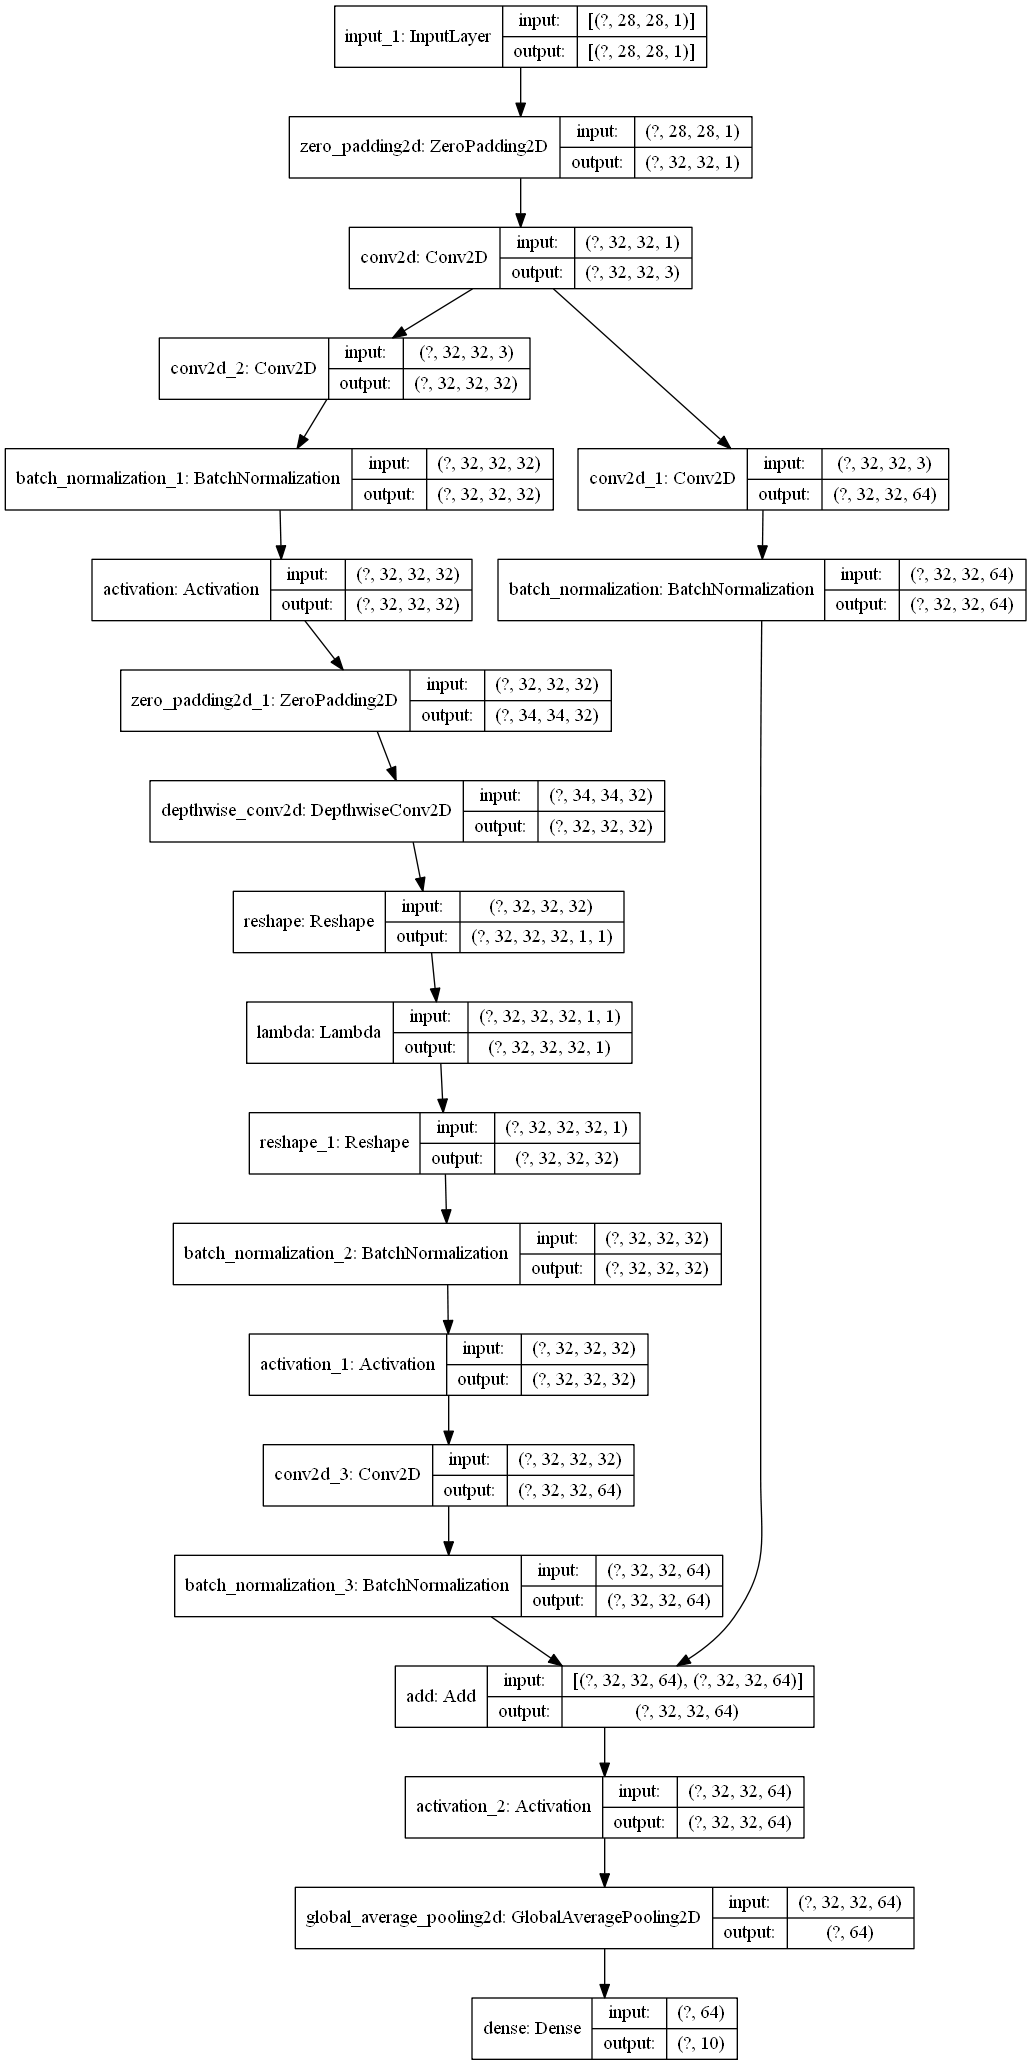 input_1: InputLayer
input:
[(?, 28, 28, 1)]
output:
[(?, 28, 28, 1)]
zero_padding2d: ZeroPadding2D
input:
(?, 28, 28, 1)
output:
(?, 32, 32, 1)
conv2d: Conv2D
input:
(?, 32, 32, 1)
output:
(?, 32, 32, 3)
conv2d_2: Conv2D
input:
(?, 32, 32, 3)
output:
(?, 32, 32, 32)
batch_normalization_1: BatchNormalization
input:
(?, 32, 32, 32)
output:
(?, 32, 32, 32)
conv2d_1: Conv2D
input:
(?, 32, 32, 3)
output:
(?, 32, 32, 64)
activation: Activation
input:
(?, 32, 32, 32)
output:
(?, 32, 32, 32)
batch_normalization: BatchNormalization
input:
(?, 32, 32, 64)
output:
(?, 32, 32, 64)
zero_padding2d_1: ZeroPadding2D
input:
(?, 32, 32, 32)
output:
(?, 34, 34, 32)
depthwise_conv2d: DepthwiseConv2D
input:
(?, 34, 34, 32)
output:
(?, 32, 32, 32)
reshape: Reshape
input:
(?, 32, 32, 32)
output:
(?, 32, 32, 32, 1, 1)
lambda: Lambda
input:
(?, 32, 32, 32, 1, 1)
output:
(?, 32, 32, 32, 1)
reshape_1: Reshape
input:
(?, 32, 32, 32, 1)
output:
(?, 32, 32, 32)
batch_normalization_2: BatchNormalization
input:
(?, 32, 32, 32)
output:
(?, 32, 32, 32)
activation_1: Activation
input:
(?, 32, 32, 32)
output:
(?, 32, 32, 32)
conv2d_3: Conv2D
input:
(?, 32, 32, 32)
output:
(?, 32, 32, 64)
batch_normalization_3: BatchNormalization
input:
(?, 32, 32, 64)
output:
(?, 32, 32, 64)
add: Add
input:
[(?, 32, 32, 64), (?, 32, 32, 64)]
output:
(?, 32, 32, 64)
activation_2: Activation
input:
(?, 32, 32, 64)
output:
(?, 32, 32, 64)
global_average_pooling2d: GlobalAveragePooling2D
input:
(?, 32, 32, 64)
output:
(?, 64)
dense: Dense
input:
(?, 64)
output:
(?, 10)